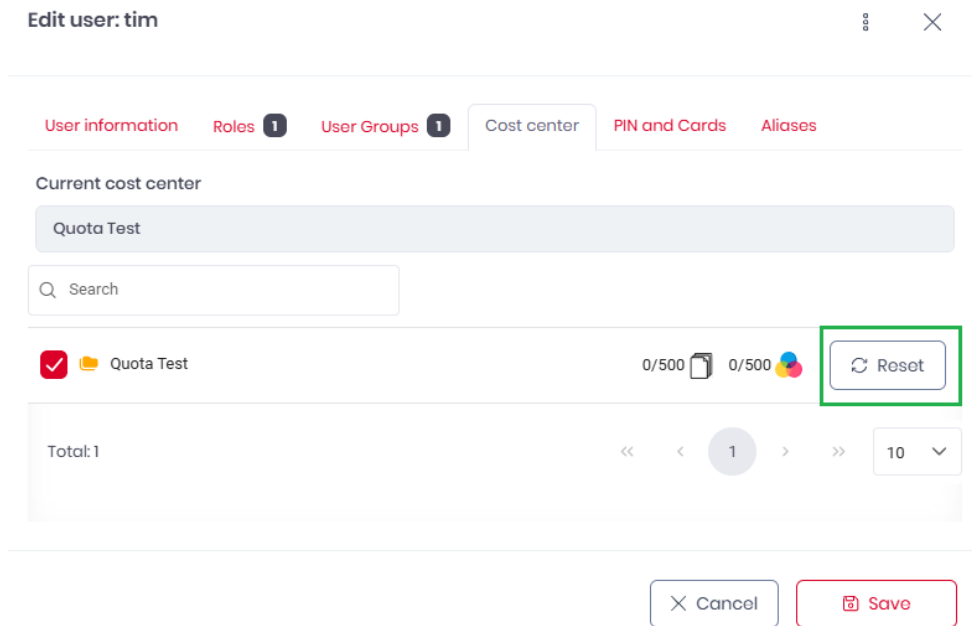 Edit user: tim
User information Roles 1 User Groups 1 Cost center PIN and Cards Aliases
Current cost center
Quota Test
Search
Quota Test 0/500 0/500 Reset
Total: 1 « ‹ 1 › » 10
Cancel Save